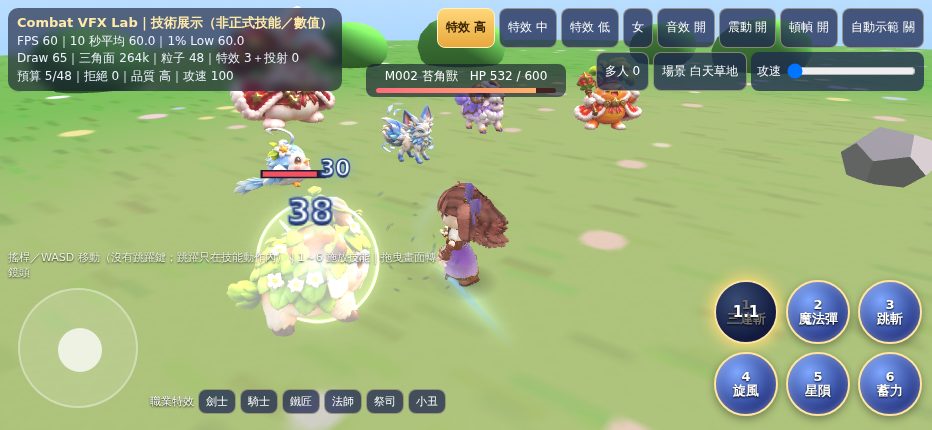 Combat VFX Lab｜技術展示（非正式技能／數值）
FPS 60｜10 秒平均 60.0｜1% Low 60.0
Draw 65｜三角面 264k｜粒子 48｜特效 3＋投射 0
預算 5/48｜拒絕 0｜品質 高｜攻速 100
特效 高
特效 中
特效 低
女
音效 開
震動 開
頓幀 開
自動示範 關
多人 0
場景 白天草地
攻速
M002 苔角獸 HP 532 / 600
30
38
搖桿／WASD 移動（沒有跳躍鍵；跳躍只在技能動作內）｜1～6 施放技能｜拖曳畫面轉
鏡頭
1.1
三連斬
2
魔法彈
3
跳斬
4
旋風
5
星隕
6
蓄力
職業特效
劍士
騎士
鐵匠
法師
祭司
小丑